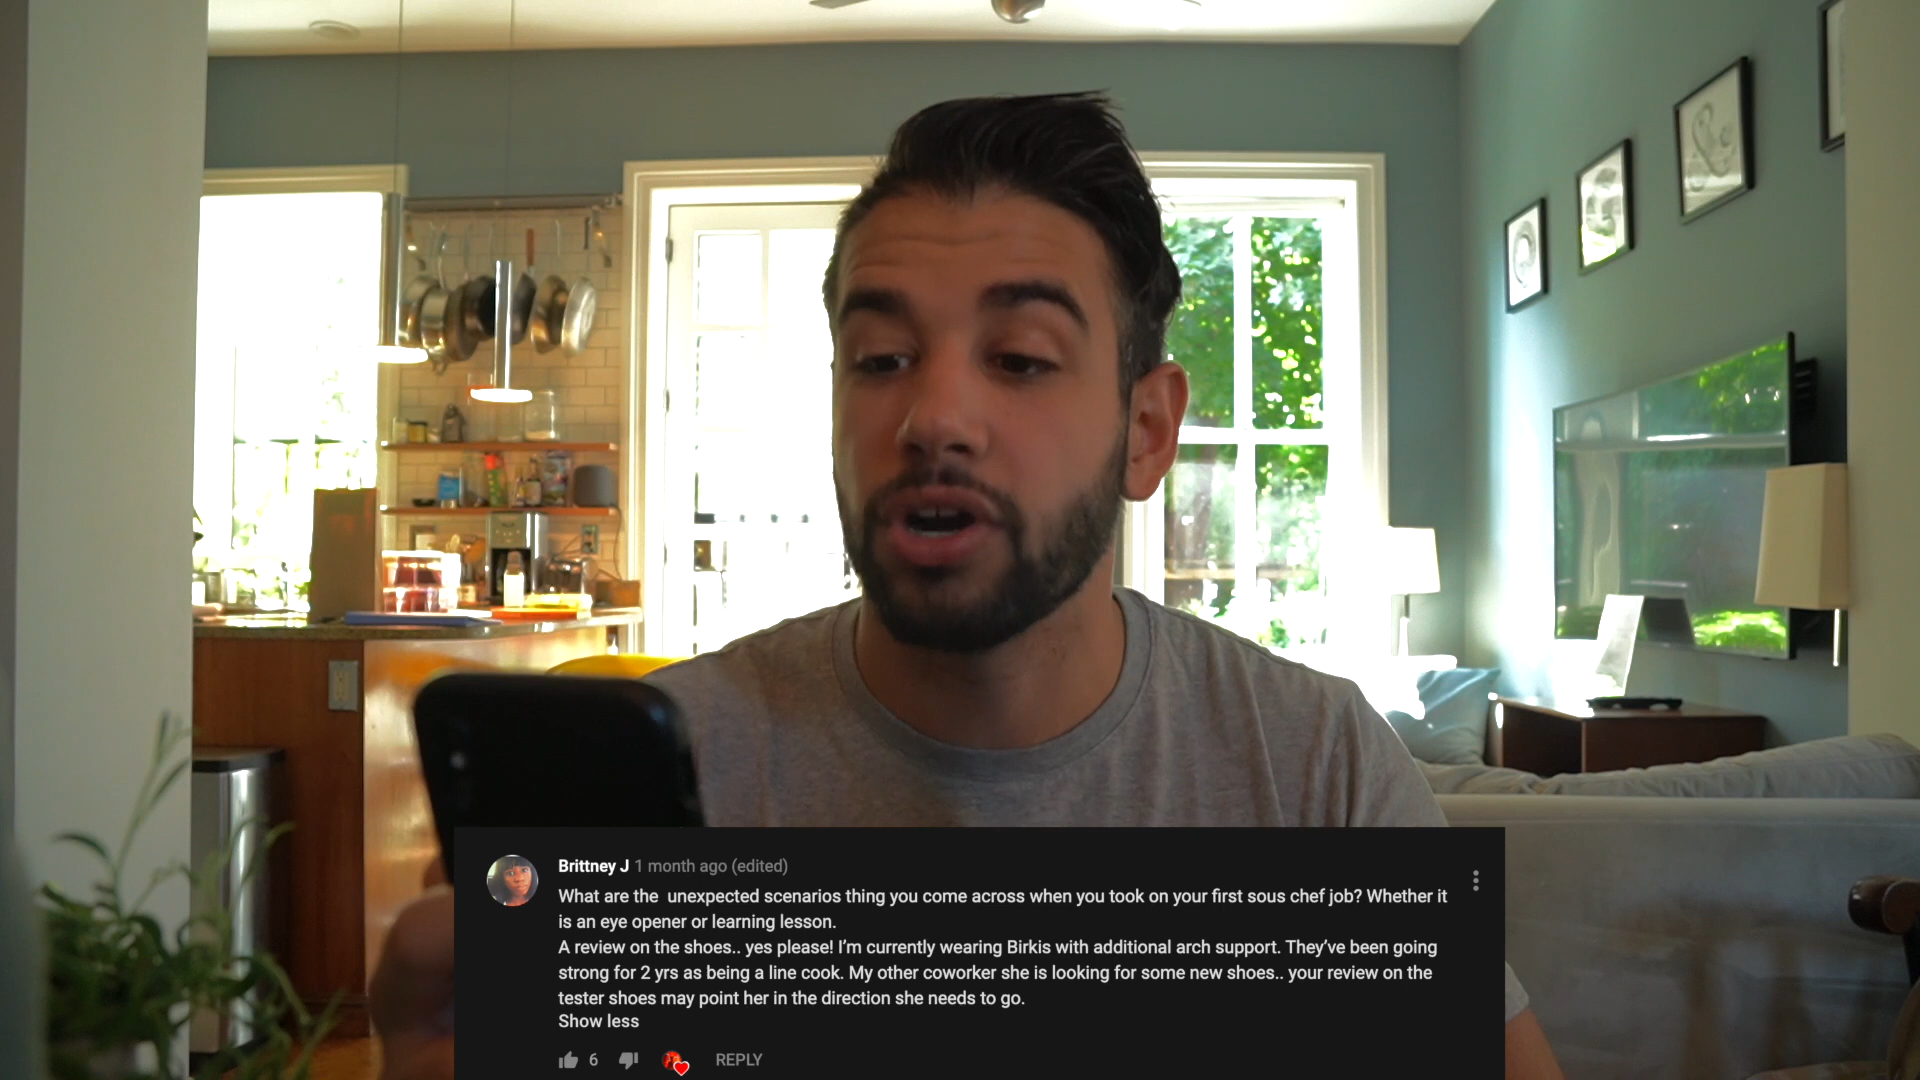 Brittney J 1 month ago (edited)
What are the  unexpected scenarios thing you come across when you took on your first sous chef job? Whether it
is an eye opener or learning lesson.
A review on the shoes.. yes please! I’m currently wearing Birkis with additional arch support. They’ve been going
strong for 2 yrs as being a line cook. My other coworker she is looking for some new shoes.. your review on the
tester shoes may point her in the direction she needs to go.
Show less
6 REPLY